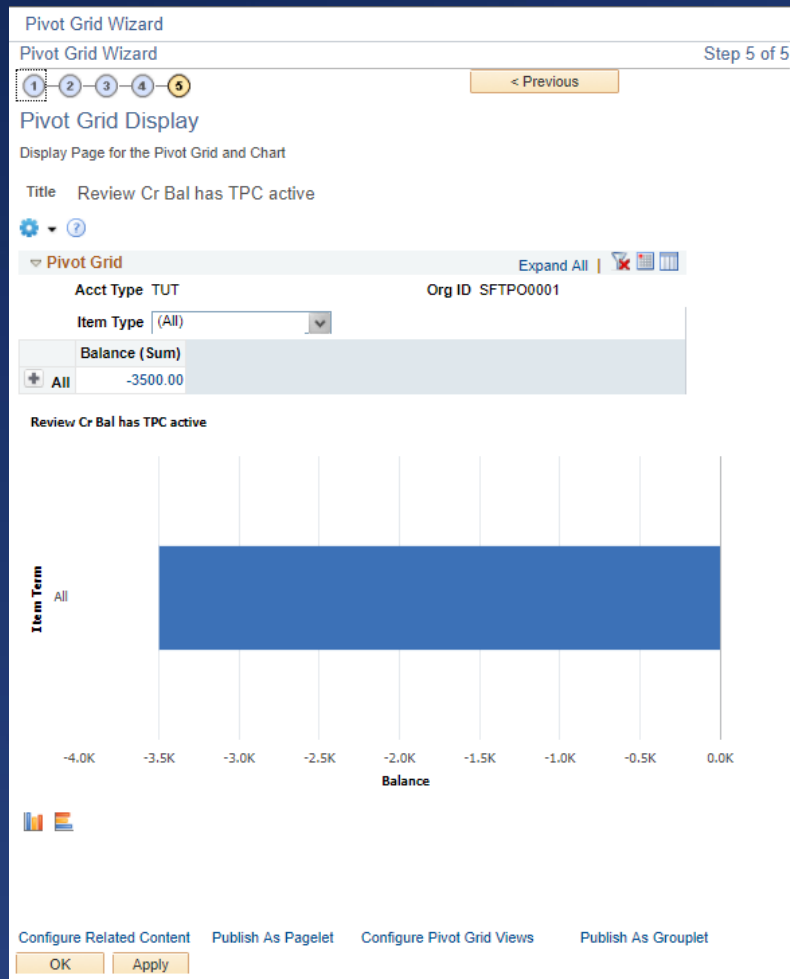 Pivot Grid Wizard
Pivot Grid Wizard Step 5 of 5
1 2 3 4 5 < Previous
Pivot Grid Display
Display Page for the Pivot Grid and Chart
Title Review Cr Bal has TPC active
?
Pivot Grid Expand All |
Acct Type TUT Org ID SFTPO0001
Item Type (All)
Balance (Sum)
All -3500.00
Review Cr Bal has TPC active
Item Term
All
-4.0K -3.5K -3.0K -2.5K -2.0K -1.5K -1.0K -0.5K 0.0K
Balance
Configure Related Content Publish As Pagelet Configure Pivot Grid Views Publish As Grouplet
OK Apply